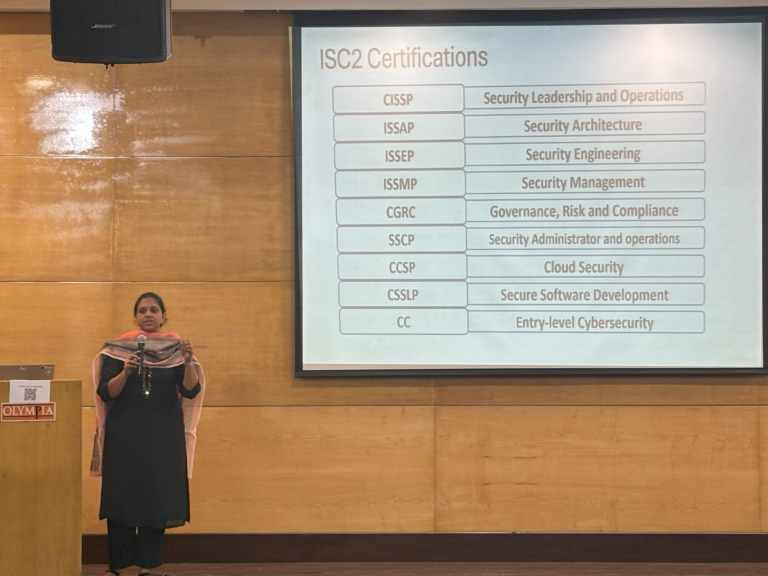 BOSE
ISC2 Certifications
CISSP Security Leadership and Operations
ISSAP Security Architecture
ISSEP Security Engineering
ISSMP Security Management
CGRC Governance, Risk and Compliance
SSCP Security Administrator and operations
CCSP Cloud Security
CSSLP Secure Software Development
CC Entry-level Cybersecurity
OLYMPIA